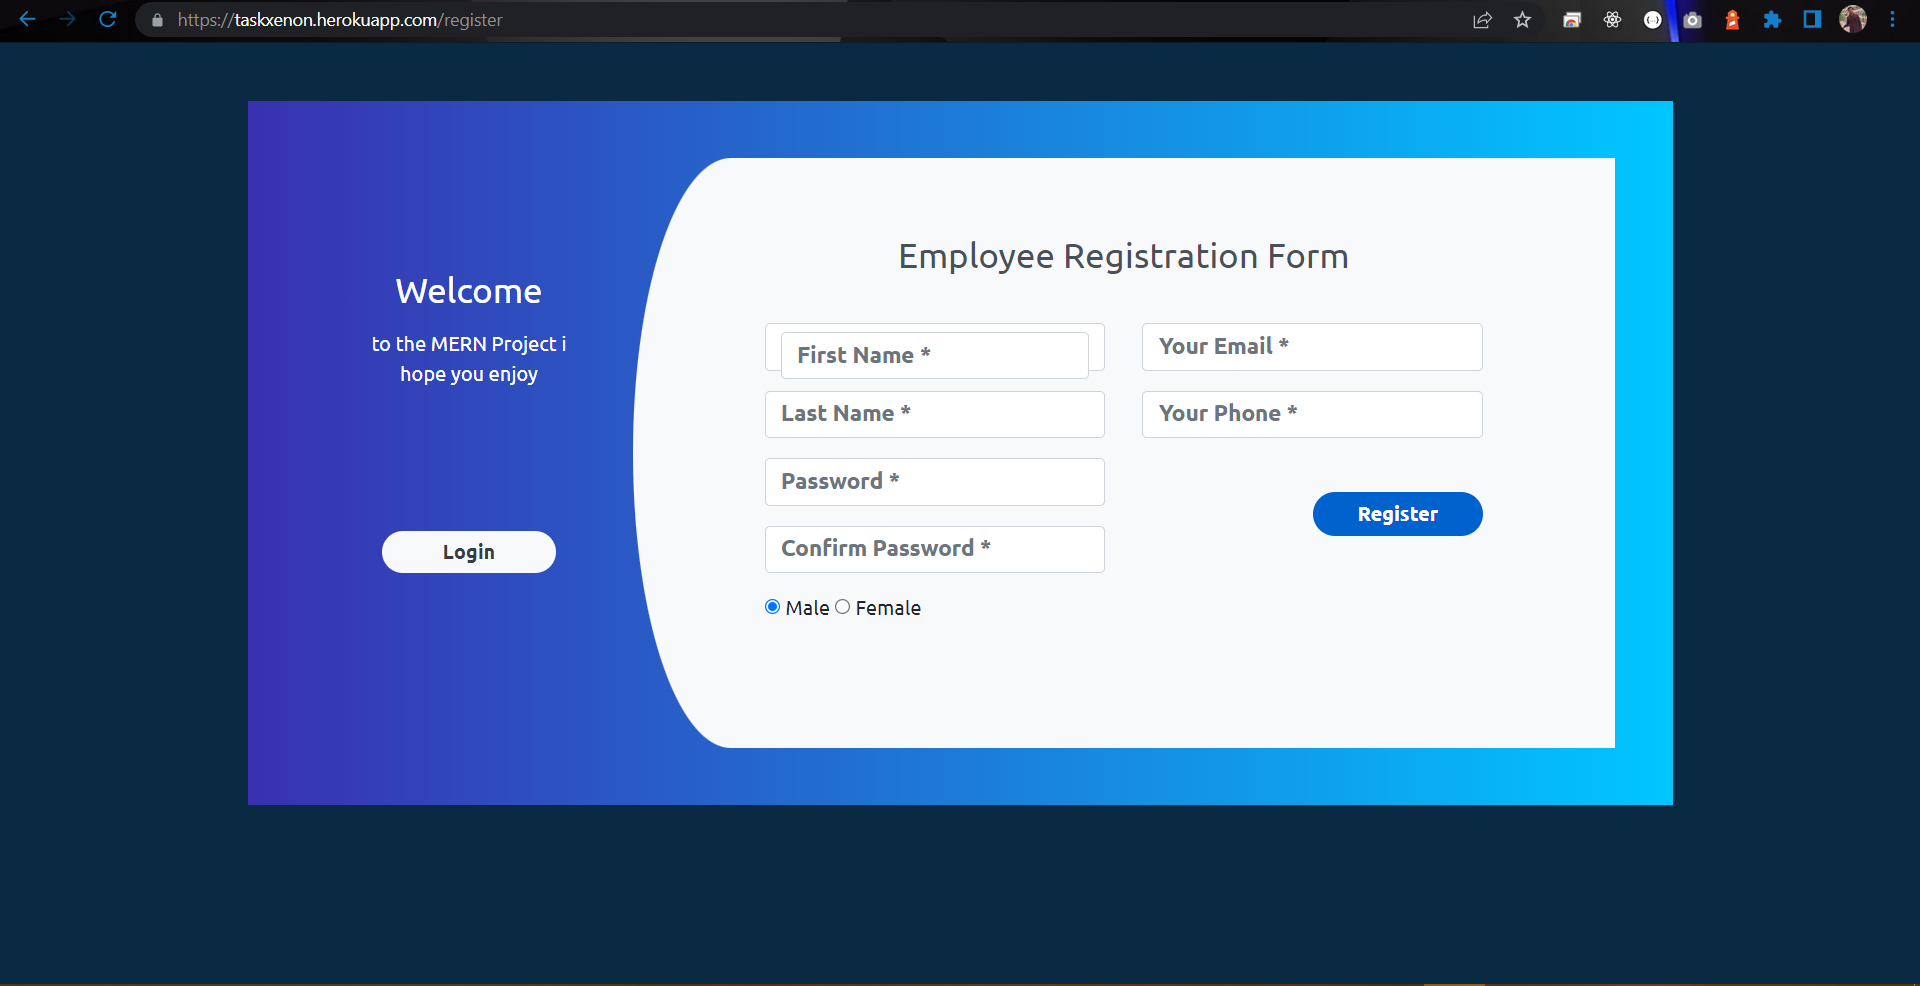 https://taskxenon.herokuapp.com/register
Welcome
to the MERN Project i
hope you enjoy
Login
Employee Registration Form
First Name *
Your Email *
Last Name *
Your Phone *
Password *
Register
Confirm Password *
Male Female